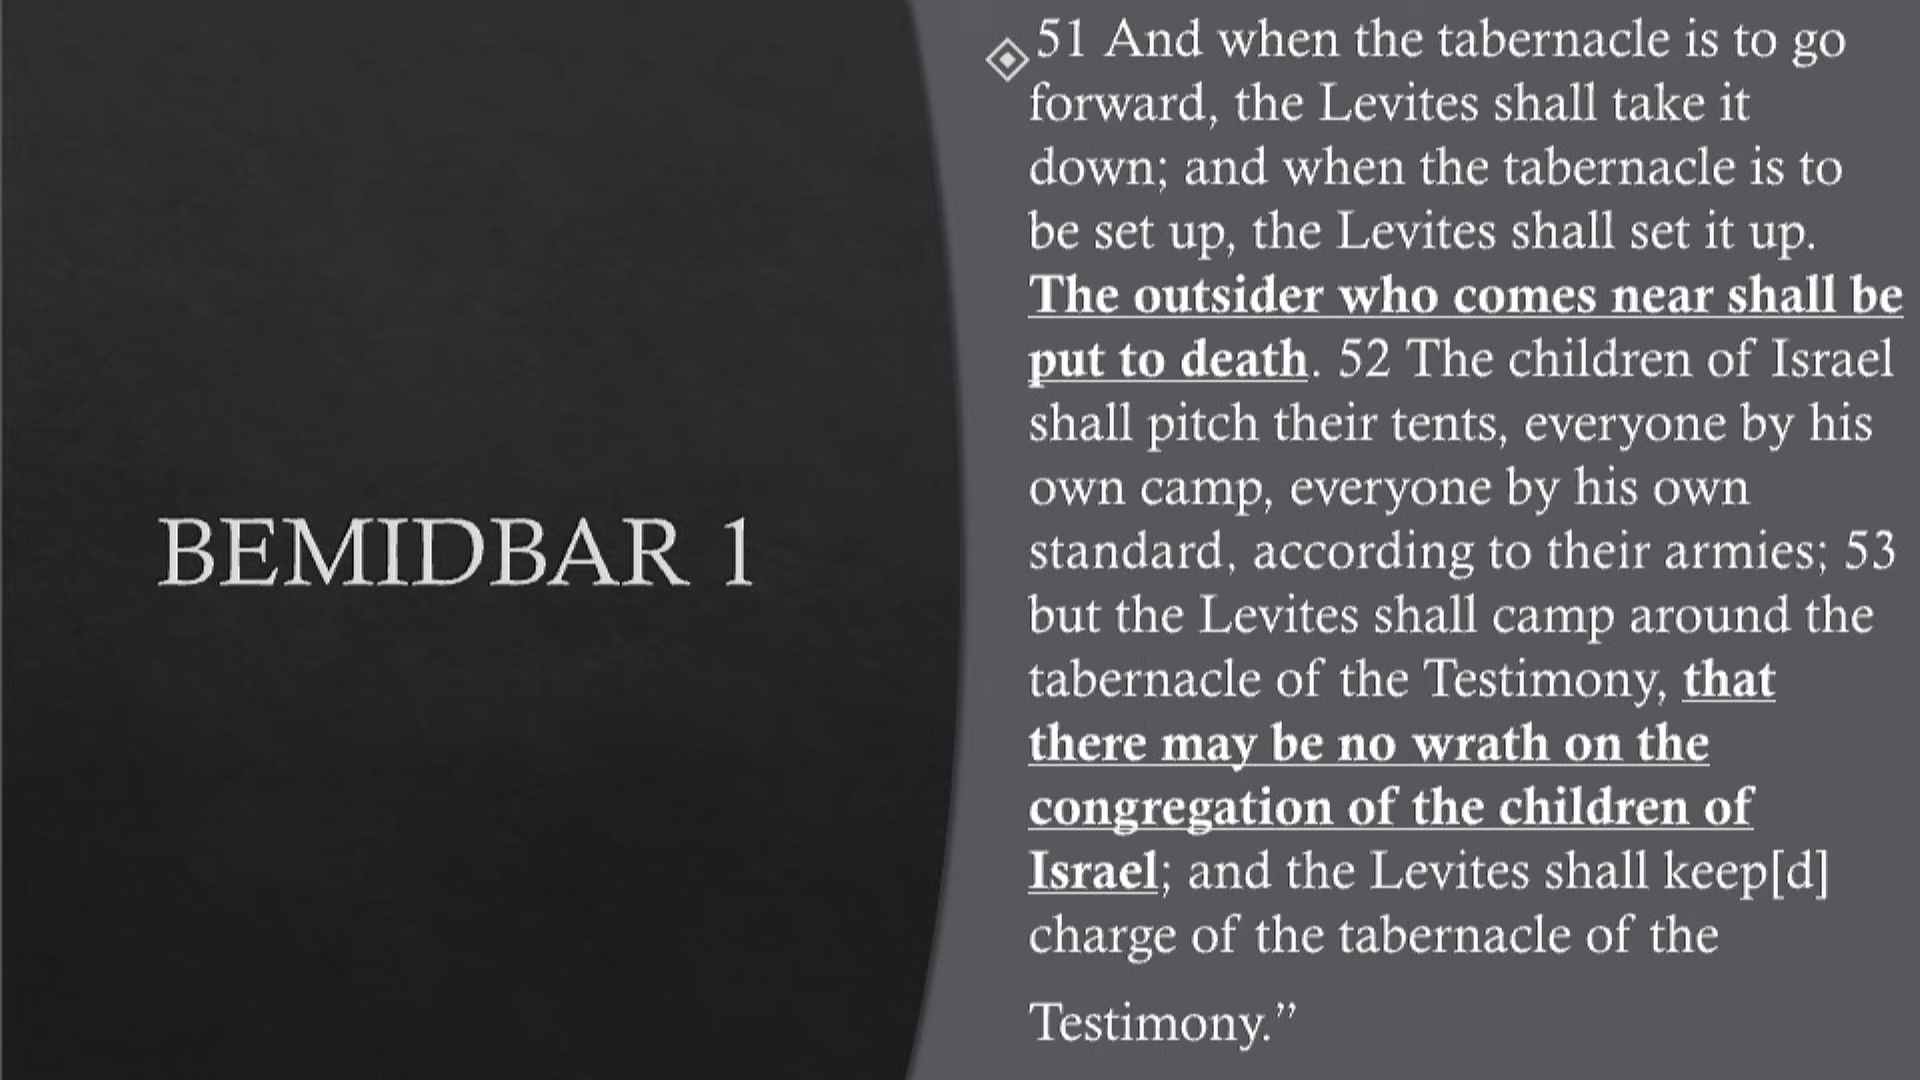 BEMIDBAR 1
51 And when the tabernacle is to go
forward, the Levites shall take it
down; and when the tabernacle is to
be set up, the Levites shall set it up.
The outsider who comes near shall be
put to death. 52 The children of Israel
shall pitch their tents, everyone by his
own camp, everyone by his own
standard, according to their armies; 53
but the Levites shall camp around the
tabernacle of the Testimony, that
there may be no wrath on the
congregation of the children of
Israel; and the Levites shall keep[d]
charge of the tabernacle of the
Testimony.”